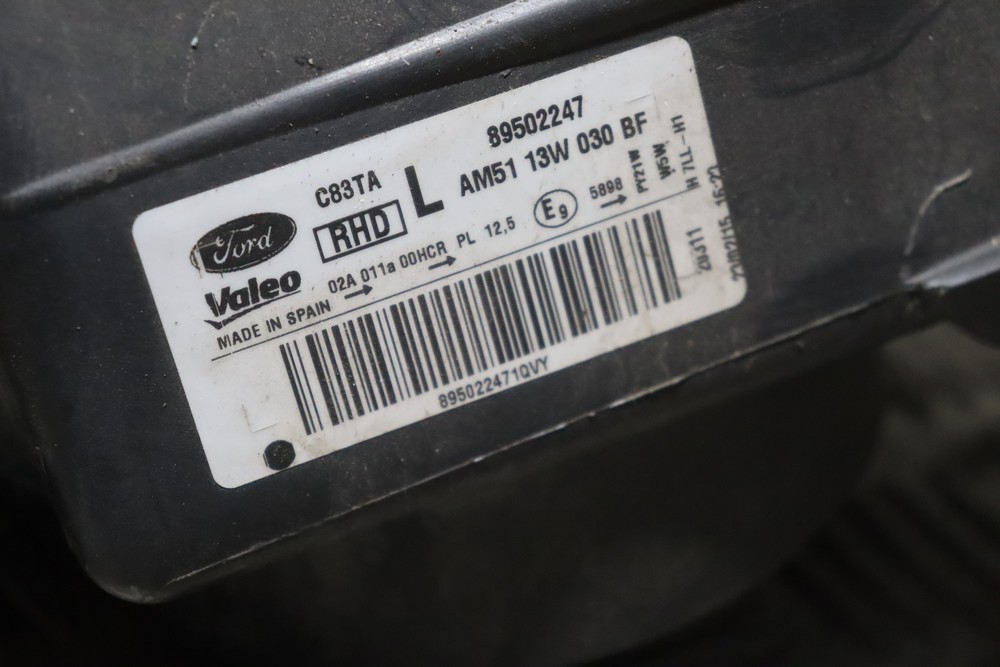 89502247
C83TA L AM51 13W 030 BF
Ford RHD
Valeo 02A 011a 00HCR PL 12,5 E9 5898
MADE IN SPAIN
PY21W
W5W
H 7LL-H1
895022471QVY